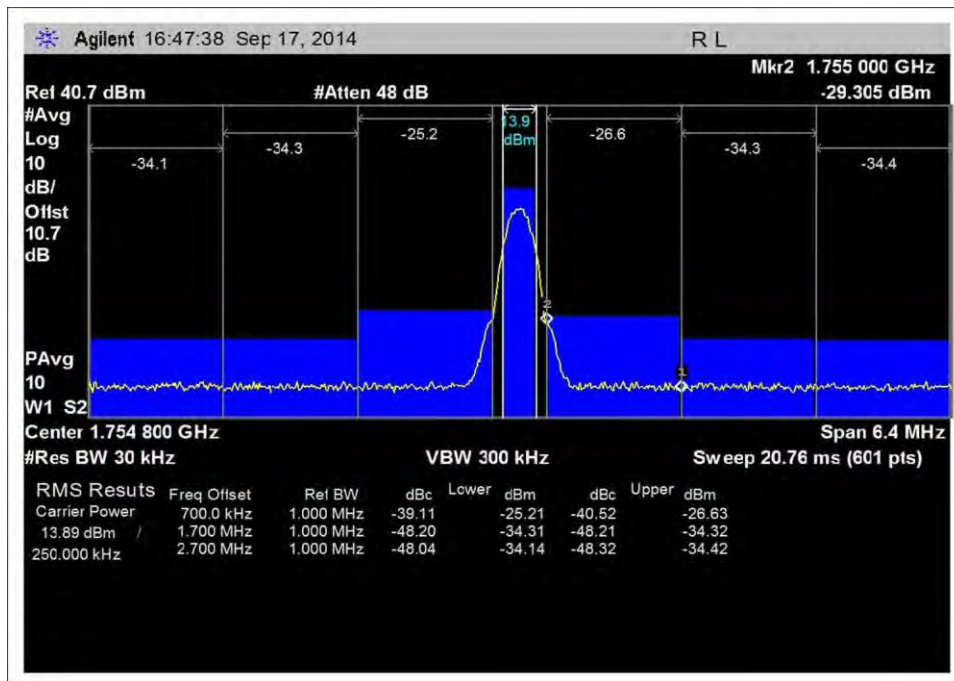 Agilent 16:47:38 Sep 17, 2014 R L
Mkr2 1.755 000 GHz
Ref 40.7 dBm #Atten 48 dB -29.305 dBm
#Avg
Log
10
dB/
Offst
10.7
dB
-34.1 -34.3 -25.2 13.9 dBm -26.6 -34.3 -34.4
2
1
PAvg
10
W1 S2
Center 1.754 800 GHz Span 6.4 MHz
#Res BW 30 kHz VBW 300 kHz Sweep 20.76 ms (601 pts)
RMS Resuts Freq Offset Ref BW dBc Lower dBm dBc Upper dBm
Carrier Power 700.0 kHz 1.000 MHz -39.11 -25.21 -40.52 -26.63
13.89 dBm / 1.700 MHz 1.000 MHz -48.20 -34.31 -48.21 -34.32
250.000 kHz 2.700 MHz 1.000 MHz -48.04 -34.14 -48.32 -34.42